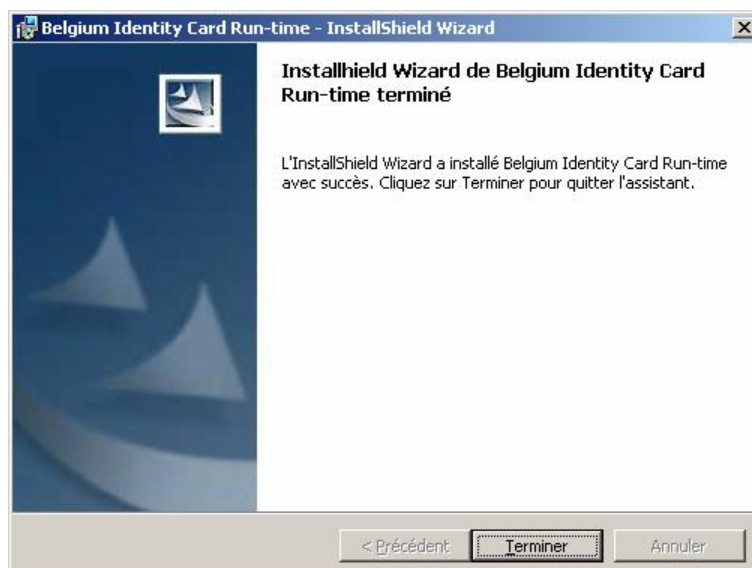 Belgium Identity Card Run-time - InstallShield Wizard
Installhield Wizard de Belgium Identity Card
Run-time terminé
L'InstallShield Wizard a installé Belgium Identity Card Run-time
avec succès. Cliquez sur Terminer pour quitter l'assistant.
< Précédent Terminer Annuler